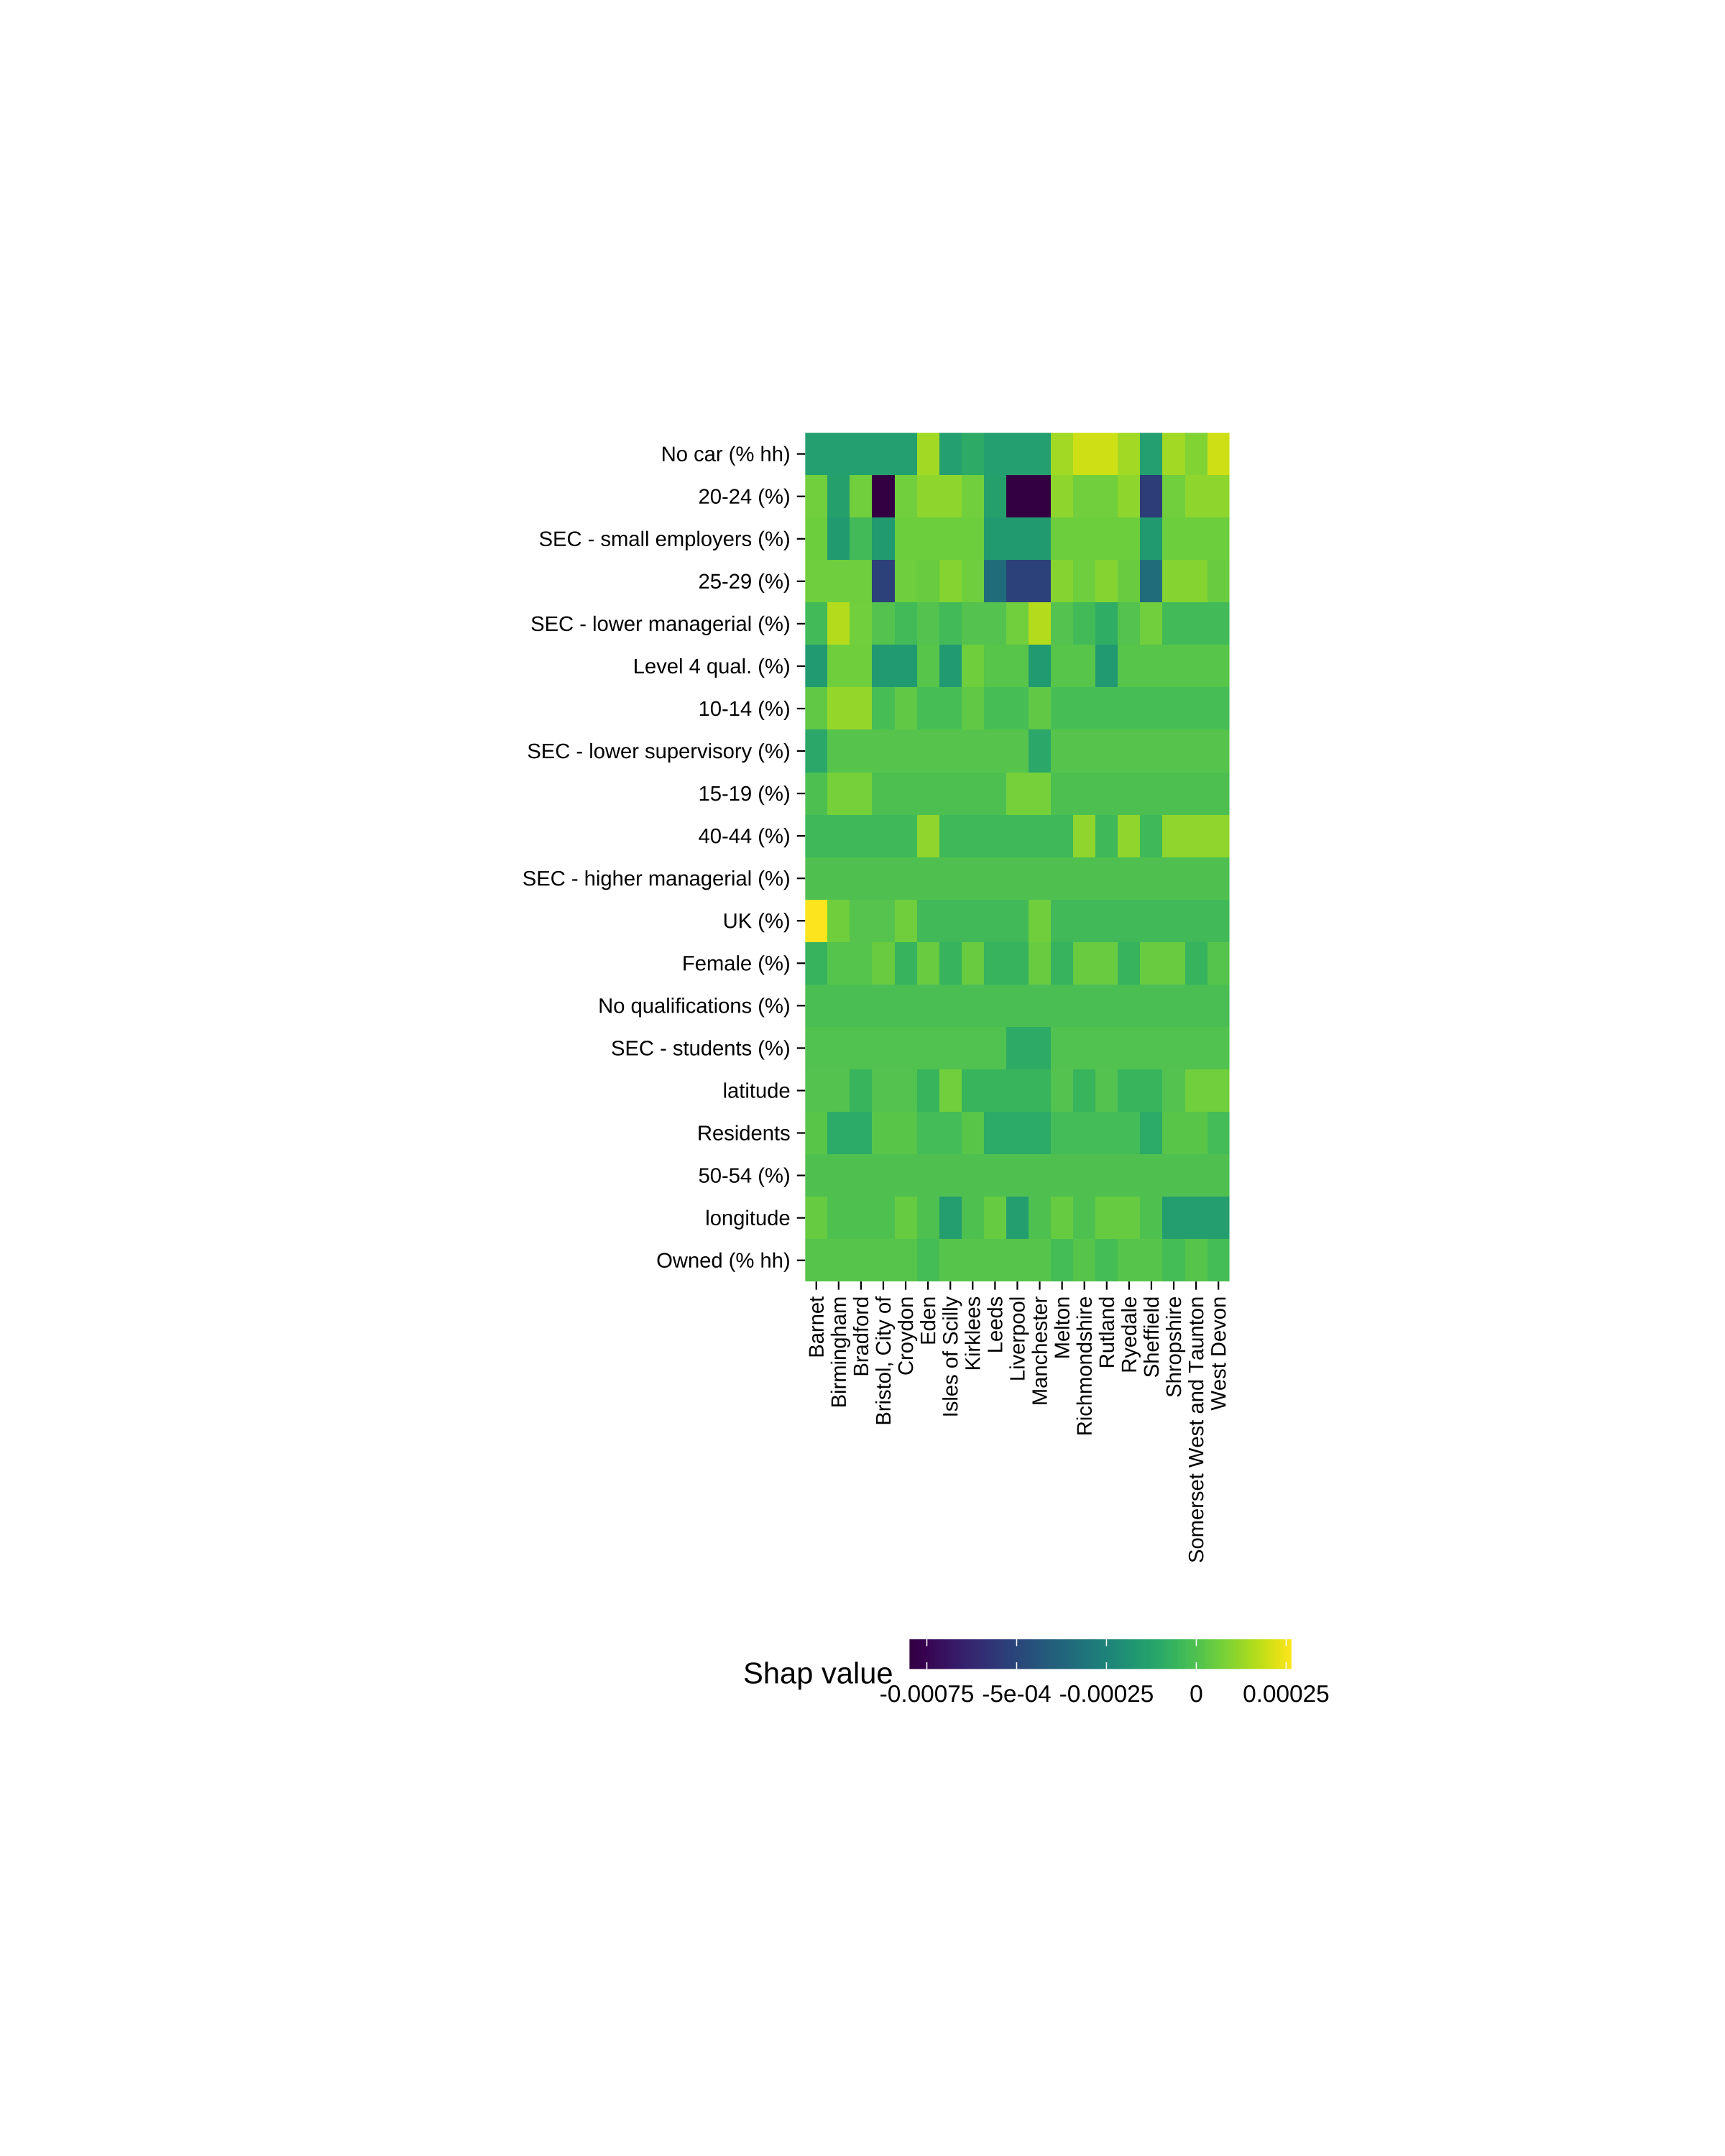 No car (% hh)
20-24 (%)
SEC - small employers (%)
25-29 (%)
SEC - lower managerial (%)
Level 4 qual. (%)
10-14 (%)
SEC - lower supervisory (%)
15-19 (%)
40-44 (%)
SEC - higher managerial (%)
UK (%)
Female (%)
No qualifications (%)
SEC - students (%)
latitude
Residents
50-54 (%)
longitude
Owned (% hh)
Barnet
Birmingham
Bradford
Bristol, City of
Croydon
Eden
Isles of Scilly
Kirklees
Leeds
Liverpool
Manchester
Melton
Richmondshire
Rutland
Ryedale
Sheffield
Shropshire
Somerset West and Taunton
West Devon
Shap value
-0.00075 -5e-04 -0.00025 0 0.00025